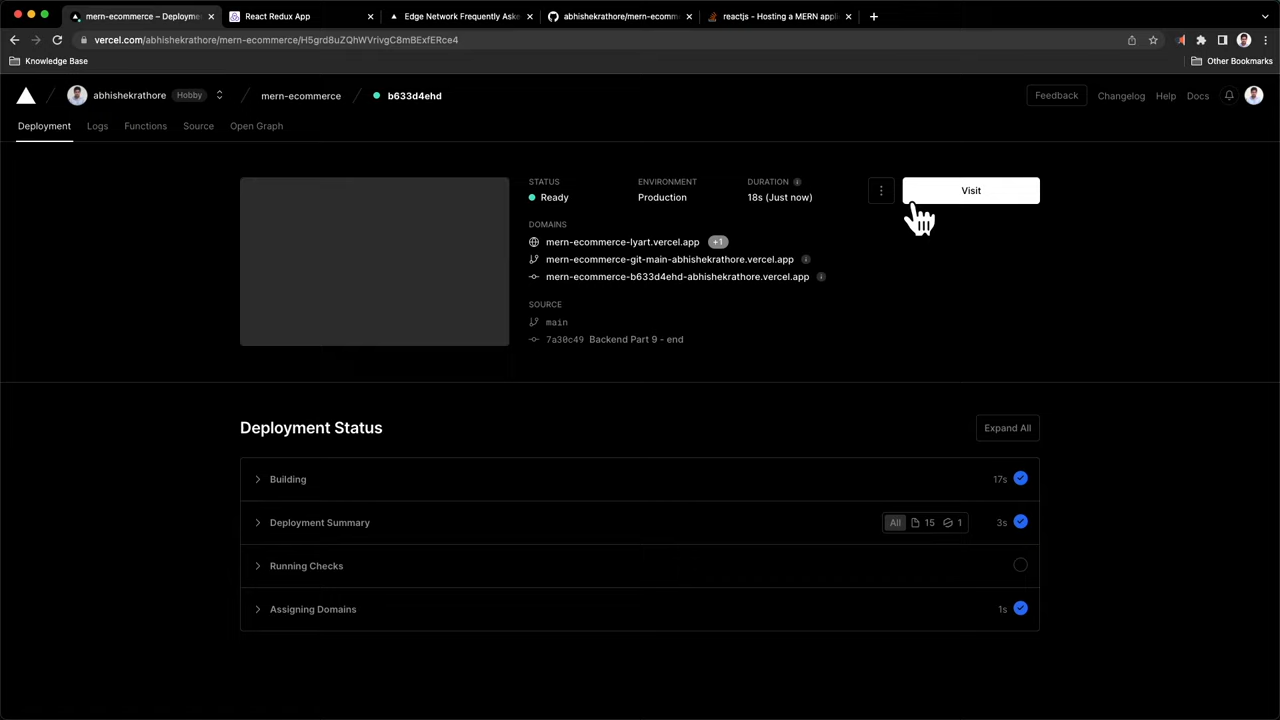 mern-ecommerce – Deployme
React Redux App
Edge Network Frequently Aske
abhishekrathore/mern-ecomm
reactjs - Hosting a MERN appli
vercel.com/abhishekrathore/mern-ecommerce/H5grd8uZQhWVrivgC8mBExfERce4
Knowledge Base
Other Bookmarks
abhishekrathore Hobby / mern-ecommerce / b633d4ehd
Feedback Changelog Help Docs
Deployment Logs Functions Source Open Graph
STATUS ENVIRONMENT DURATION
Ready Production 18s (Just now)
Visit
DOMAINS
mern-ecommerce-lyart.vercel.app +1
mern-ecommerce-git-main-abhishekrathore.vercel.app
mern-ecommerce-b633d4ehd-abhishekrathore.vercel.app
SOURCE
main
7a30c49 Backend Part 9 - end
Deployment Status
Expand All
Building 17s
Deployment Summary All 15 1 3s
Running Checks
Assigning Domains 1s